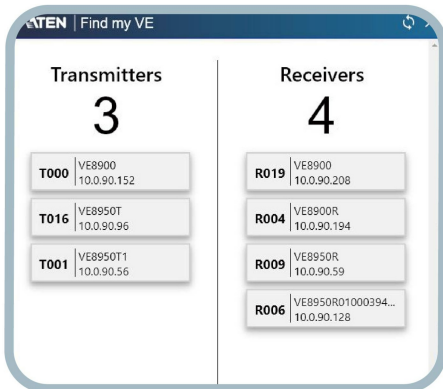 ATEN | Find my VE
Transmitters
3
T000 | VE8900
10.0.90.152
T016 | VE8950T
10.0.90.96
T001 | VE8950T1
10.0.90.56
Receivers
4
R019 | VE8900
10.0.90.208
R004 | VE8900R
10.0.90.194
R009 | VE8950R
10.0.90.59
R006 | VE8950R01000394...
10.0.90.128